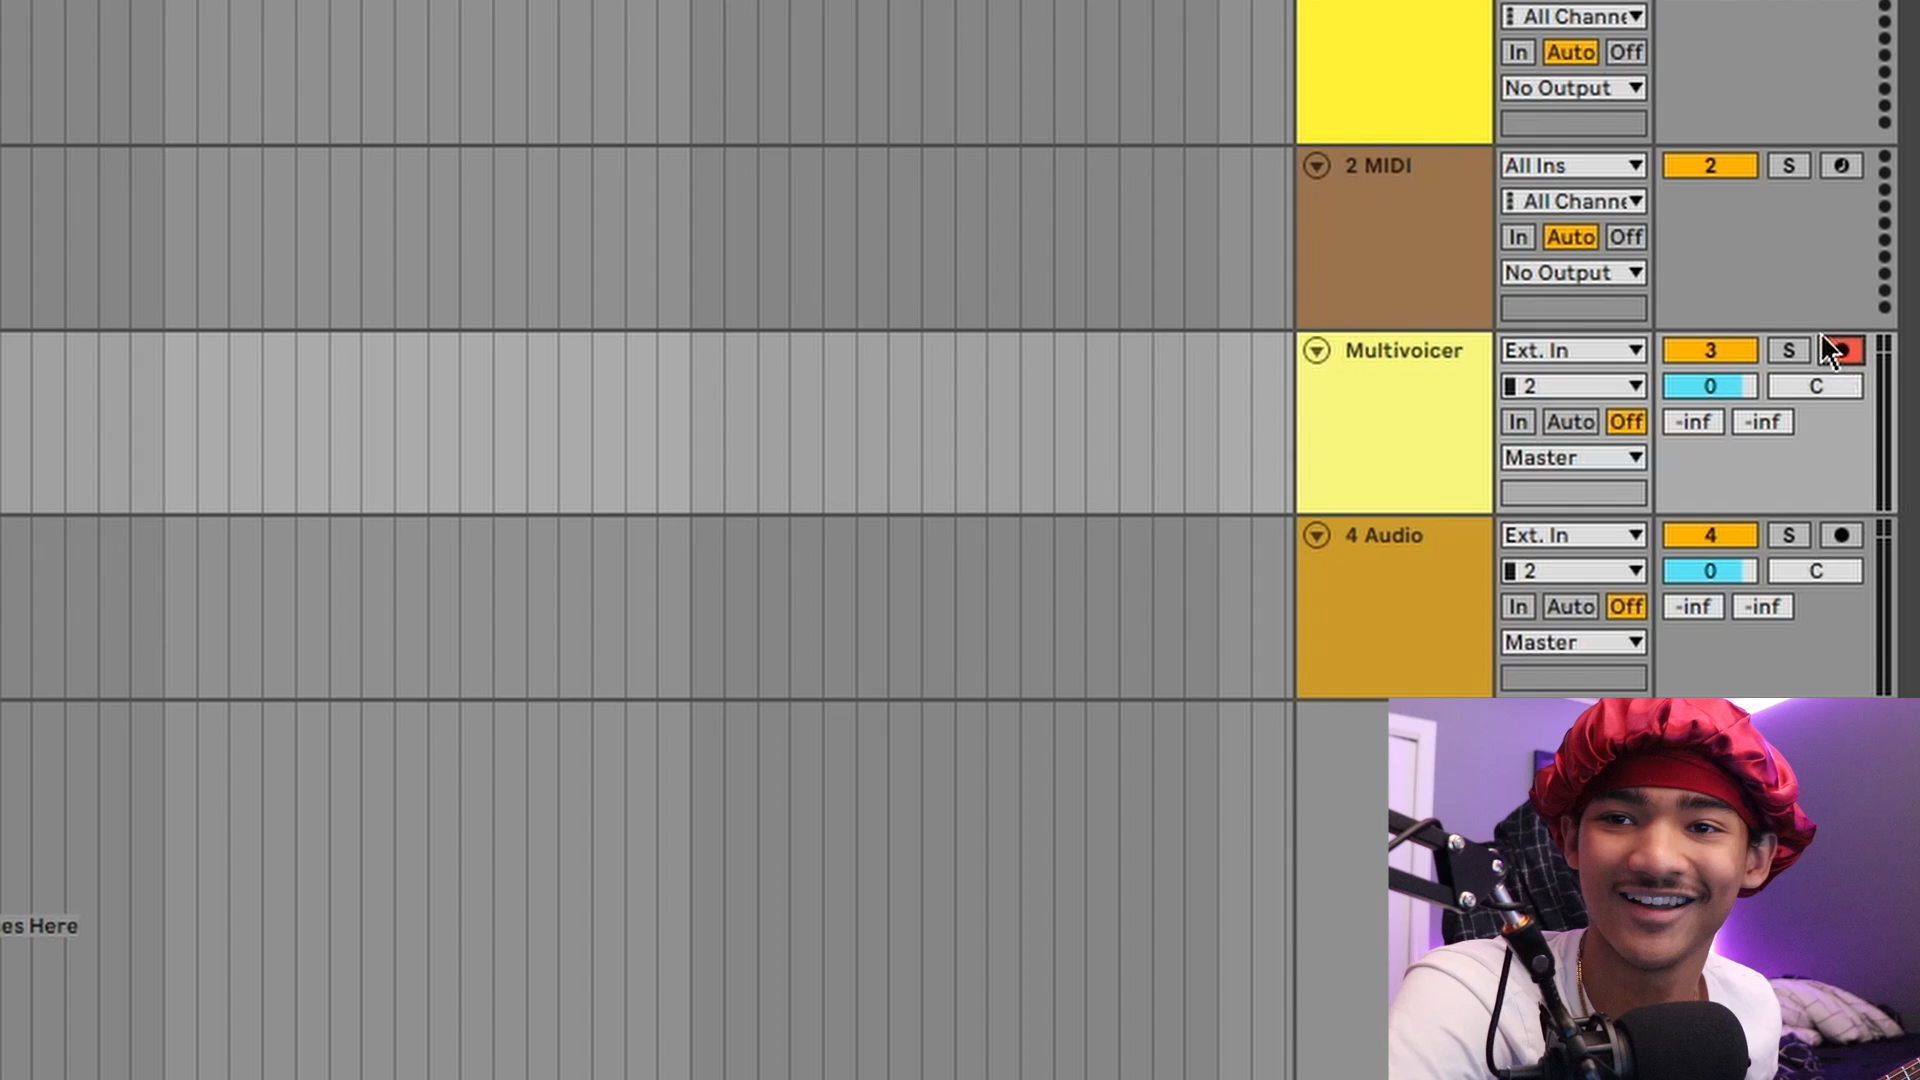 All Channe
In Auto Off
No Output
2 MIDI All Ins 2 S
All Channe
In Auto Off
No Output
Multivoicer Ext. In 3 S
2 0 C
In Auto Off -inf -inf
Master
4 Audio Ext. In 4 S
2 0 C
In Auto Off -inf -inf
Master
es Here